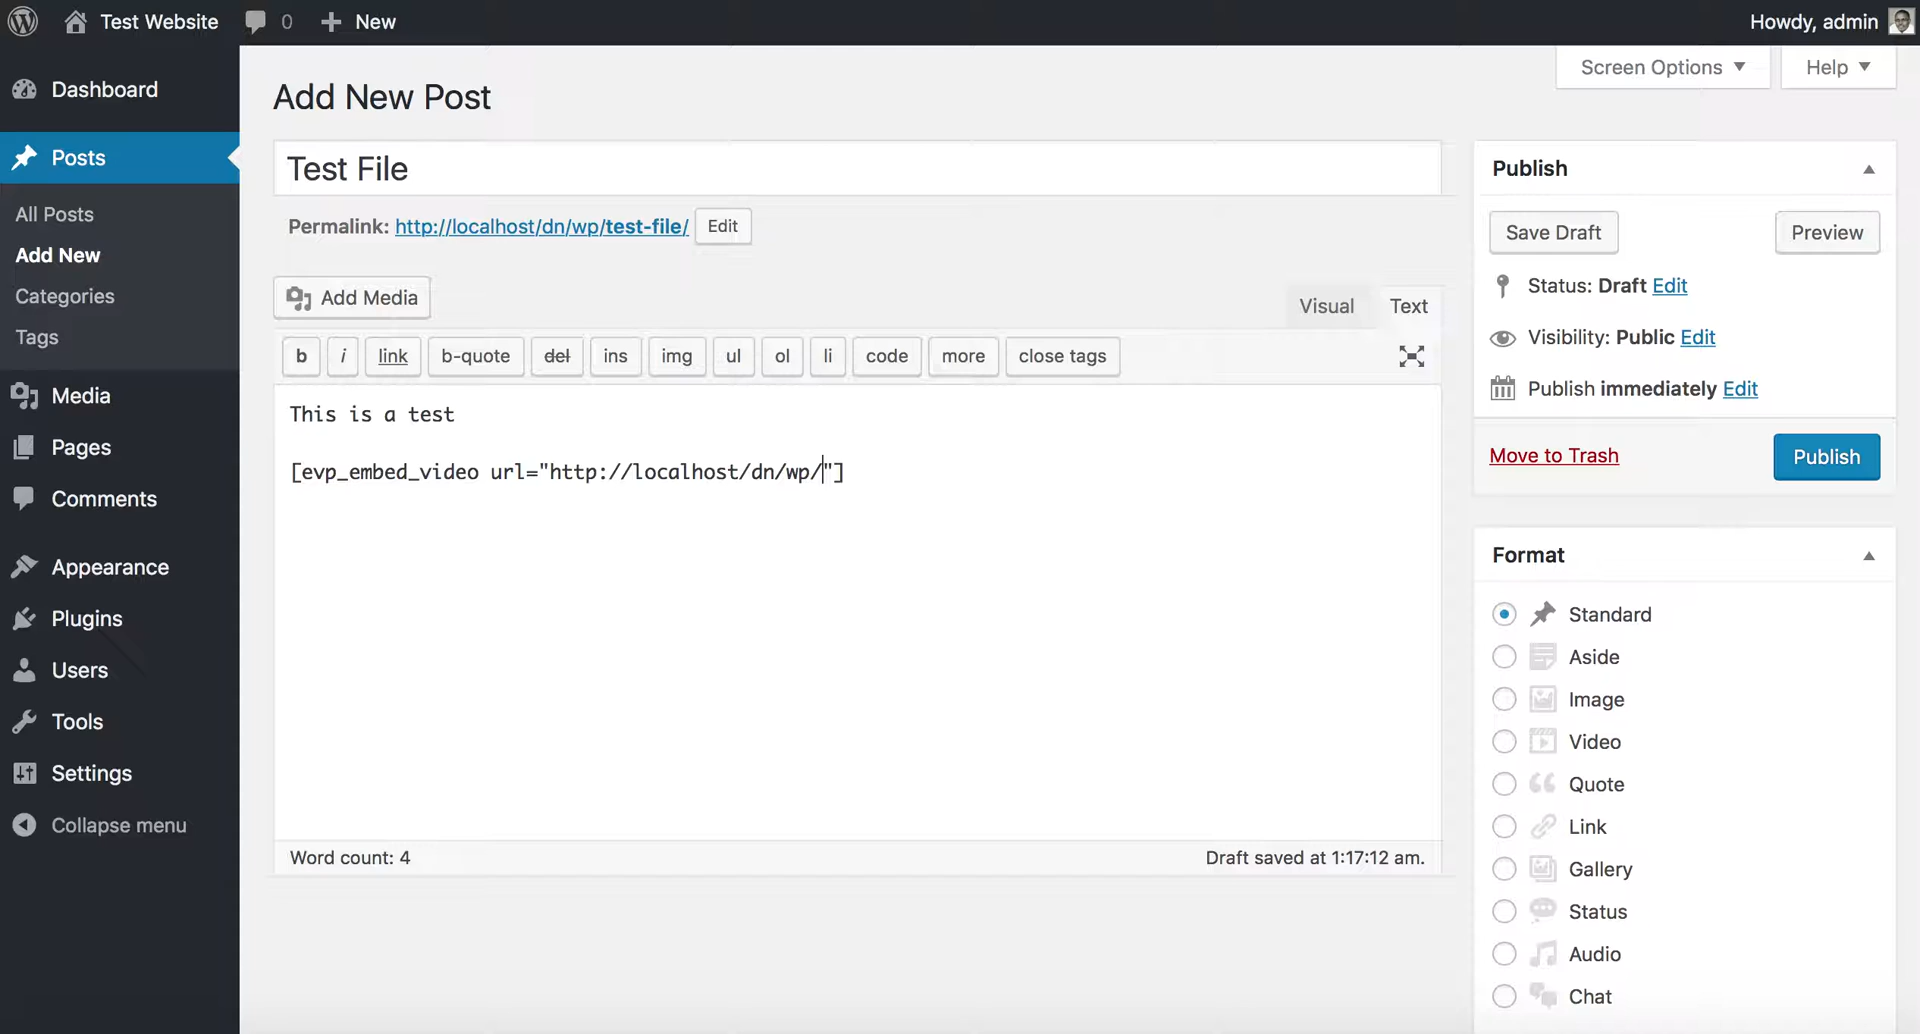 Test Website 0 New Howdy, admin
Dashboard
Posts
All Posts
Add New
Categories
Tags
Media
Pages
Comments
Appearance
Plugins
Users
Tools
Settings
Collapse menu
Screen Options Help
Add New Post
Test File
Permalink: http://localhost/dn/wp/test-file/ Edit
Add Media
Visual Text
b i link b-quote del ins img ul ol li code more close tags
This is a test
[evp_embed_video url="http://localhost/dn/wp/"]
Word count: 4 Draft saved at 1:17:12 am.
Publish
Save Draft Preview
Status: Draft Edit
Visibility: Public Edit
Publish immediately Edit
Move to Trash Publish
Format
Standard
Aside
Image
Video
Quote
Link
Gallery
Status
Audio
Chat